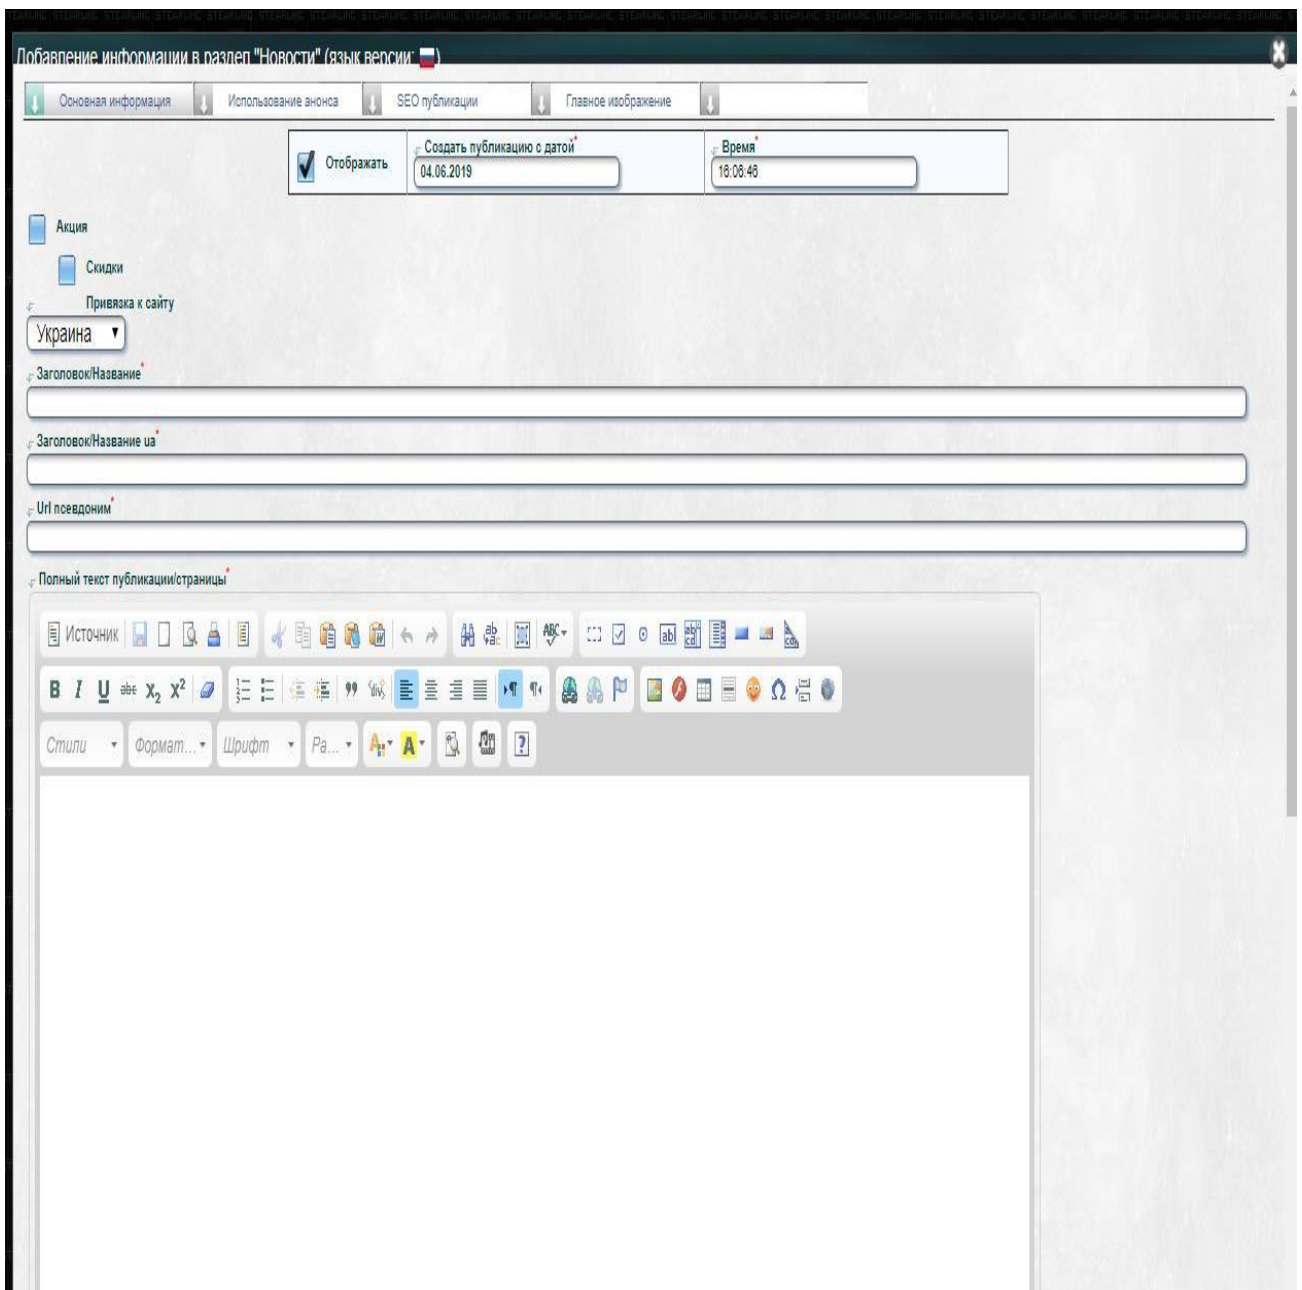 Добавление информации в раздел "Новости" (язык версии: )
Основная информация
Использование анонса
SEO публикации
Главное изображение
Отображать
Создать публикацию с датой*
04.06.2019
Время*
16:08:46
Акция
Скидки
Привязка к сайту
Украина
Заголовок/Название*
Заголовок/Название ua*
Url псевдоним*
Полный текст публикации/страницы*
Источник
Стили
Формат...
Шрифт
Ра...